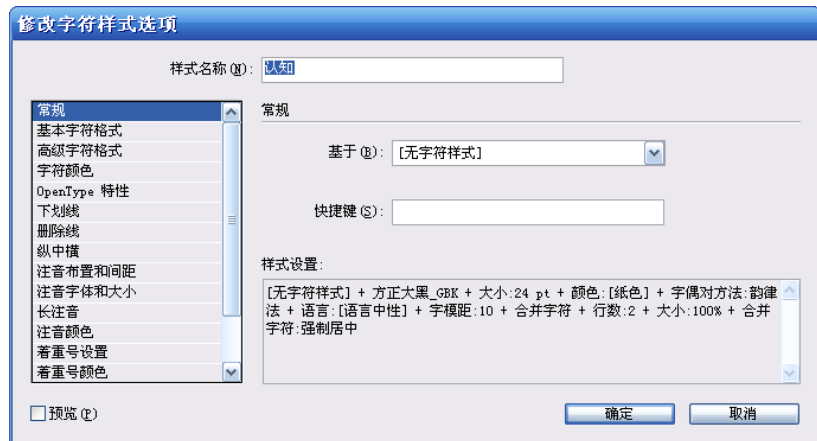 修改字符样式选项
样式名称(N): 认知
常规
基本字符格式
高级字符格式
字符颜色
OpenType 特性
下划线
删除线
纵中横
注音布置和间距
注音字体和大小
长注音
注音颜色
着重号设置
着重号颜色
常规
基于(B): [无字符样式]
快捷键(S):
样式设置:
[无字符样式] + 方正大黑_GBK + 大小:24 pt + 颜色:[纸色] + 字偶对方法:韵律
法 + 语言:[语言中性] + 字模距:10 + 合并字符 + 行数:2 + 大小:100% + 合并
字符:强制居中
预览(P)
确定
取消